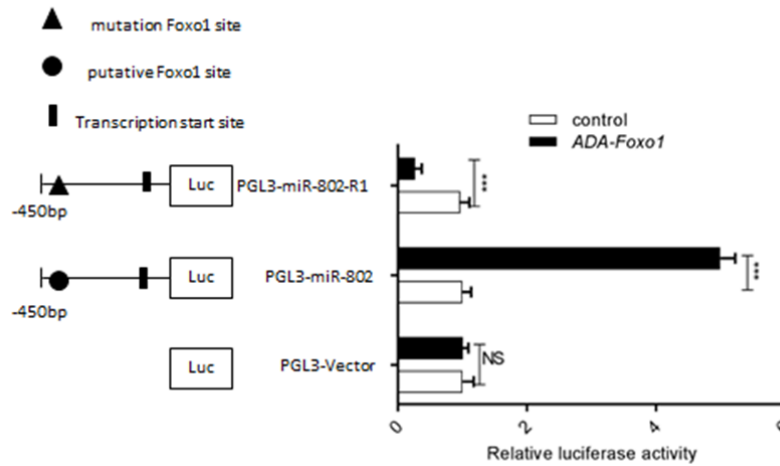 mutation Foxo1 site
putative Foxo1 site
Transcription start site
control
ADA-Foxo1
Luc
PGL3-miR-802-R1
***
-450bp
Luc
PGL3-miR-802
***
-450bp
Luc
PGL3-Vector
NS
0
2
4
6
Relative luciferase activity